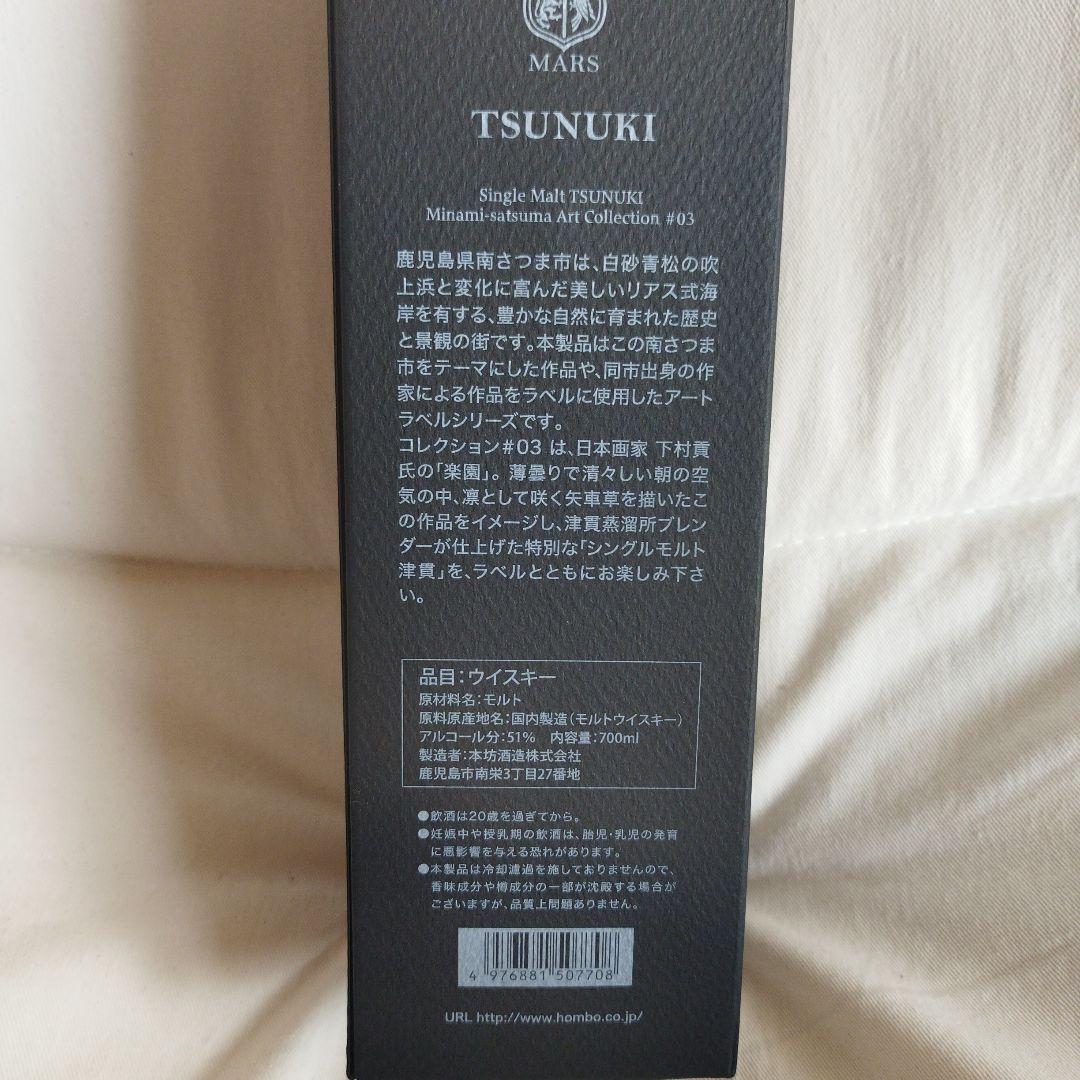 MARS
TSUNUKI
Single Malt TSUNUKI
Minami-satsuma Art Collection #03
鹿児島県南さつま市は、白砂青松の吹
上浜と変化に富んだ美しいリアス式海
岸を有する、豊かな自然に育まれた歴史
と景観の街です。本製品はこの南さつま
市をテーマにした作品や、同市出身の作
家による作品をラベルに使用したアート
ラベルシリーズです。
コレクション#03 は、日本画家 下村貢
氏の「楽園」。薄曇りで清々しい朝の空
気の中、凛として咲く矢車草を描いたこ
の作品をイメージし、津貫蒸溜所ブレン
ダーが仕上げた特別な「シングルモルト
津貫」を、ラベルとともにお楽しみ下さ
い。
品目：ウイスキー
原材料名：モルト
原料原産地名：国内製造（モルトウイスキー）
アルコール分：51% 内容量：700ml
製造者：本坊酒造株式会社
鹿児島市南栄3丁目27番地
●飲酒は20歳を過ぎてから。
●妊娠中や授乳期の飲酒は、胎児・乳児の発育
に悪影響を与える恐れがあります。
●本製品は冷却濾過を施しておりませんので、
香味成分や樽成分の一部が沈殿する場合が
ございますが、品質上問題ありません。
4 976881 507708
URL http://www.hombo.co.jp/